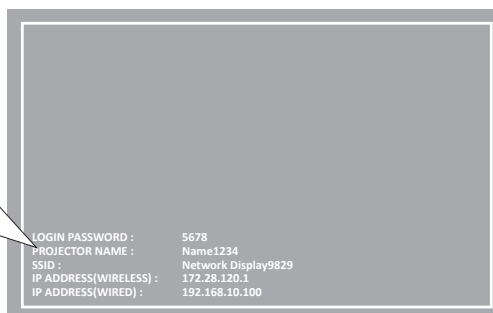 LOGIN PASSWORD : 5678
PROJECTOR NAME : Name1234
SSID : Network Display9829
IP ADDRESS(WIRELESS) : 172.28.120.1
IP ADDRESS(WIRED) : 192.168.10.100